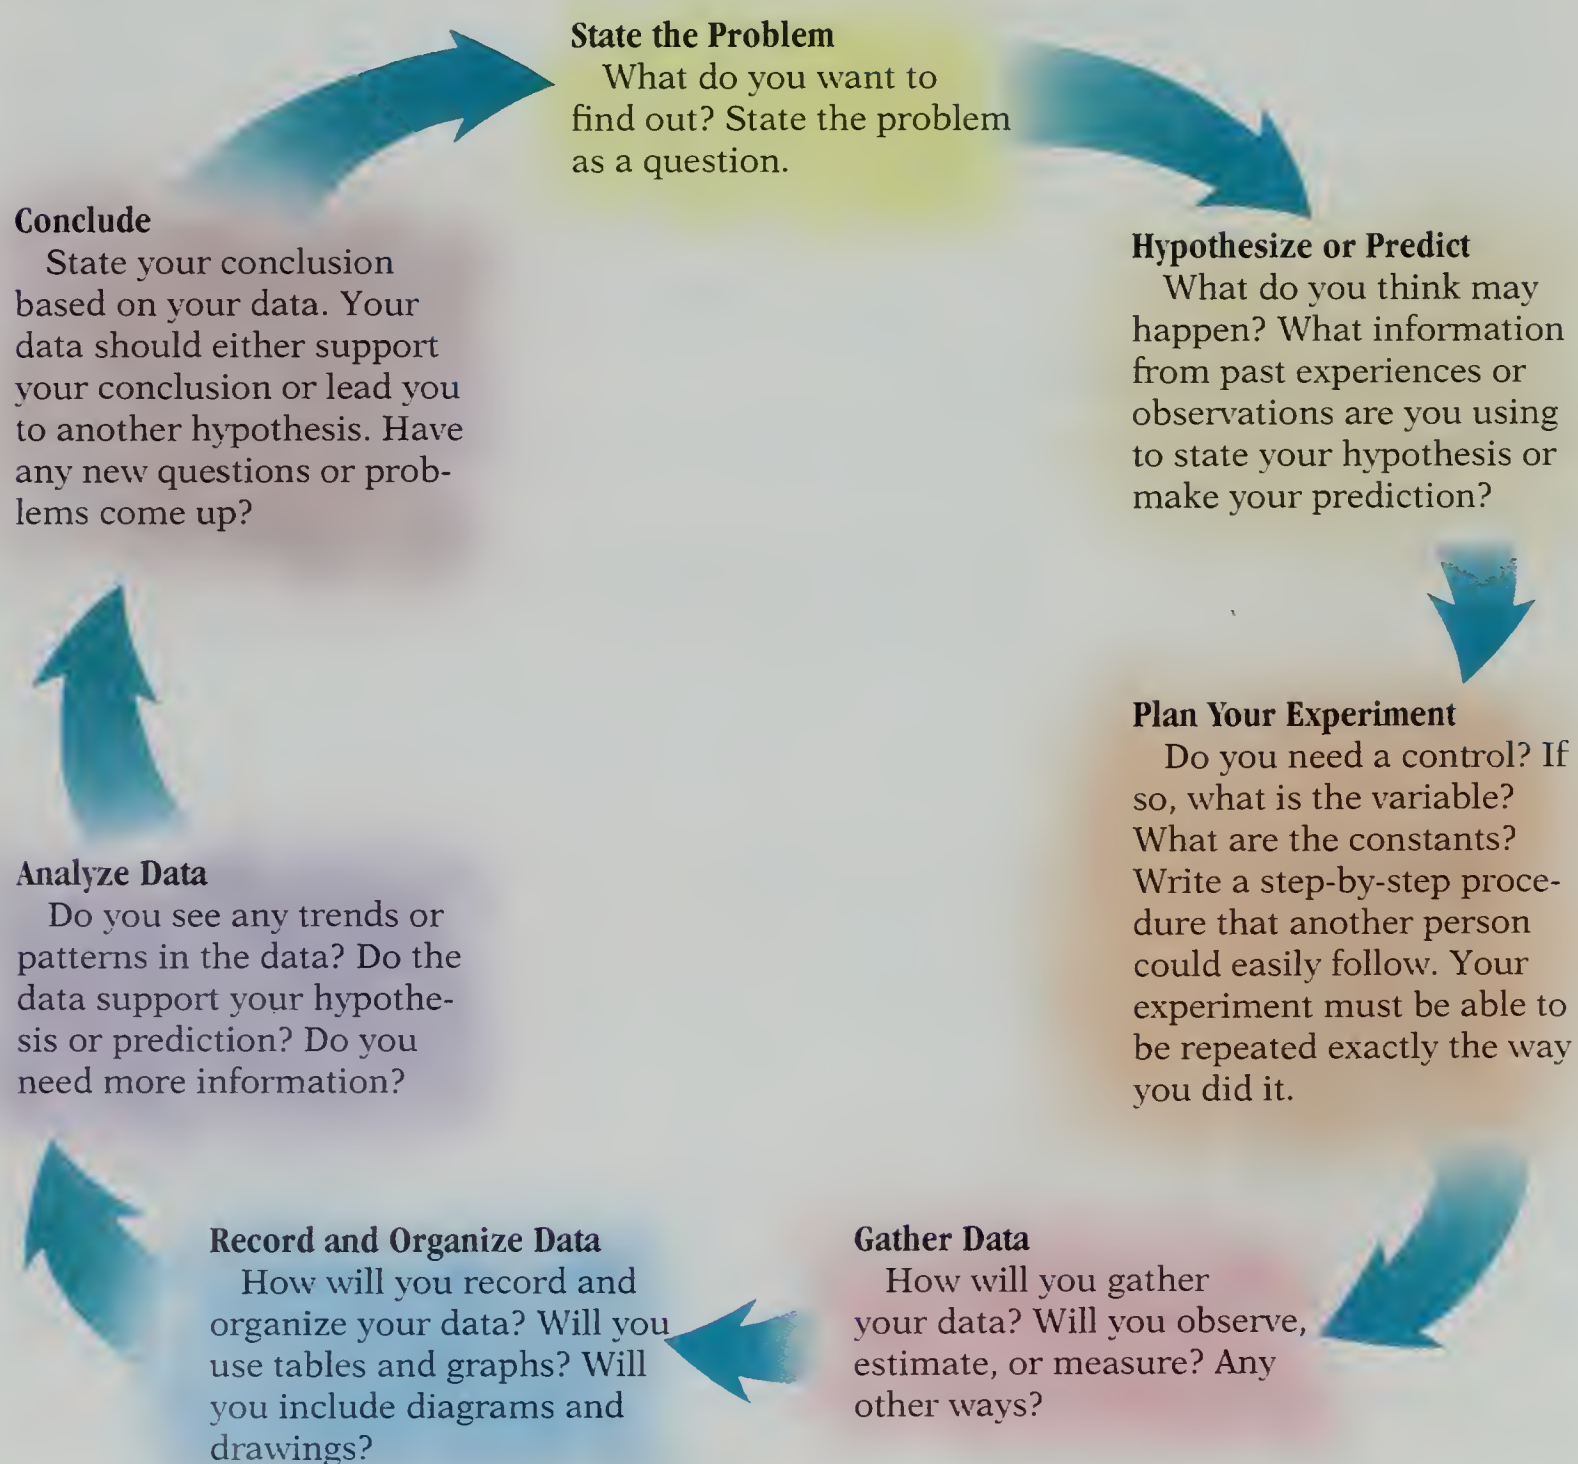 State the Problem
What do you want to
find out? State the problem
as a question.
Hypothesize or Predict
What do you think may
happen? What information
from past experiences or
observations are you using
to state your hypothesis or
make your prediction?
Plan Your Experiment
Do you need a control? If
so, what is the variable?
What are the constants?
Write a step-by-step proce-
dure that another person
could easily follow. Your
experiment must be able to
be repeated exactly the way
you did it.
Gather Data
How will you gather
your data? Will you observe,
estimate, or measure? Any
other ways?
Record and Organize Data
How will you record and
organize your data? Will you
use tables and graphs? Will
you include diagrams and
drawings?
Analyze Data
Do you see any trends or
patterns in the data? Do the
data support your hypothe-
sis or prediction? Do you
need more information?
Conclude
State your conclusion
based on your data. Your
data should either support
your conclusion or lead you
to another hypothesis. Have
any new questions or prob-
lems come up?